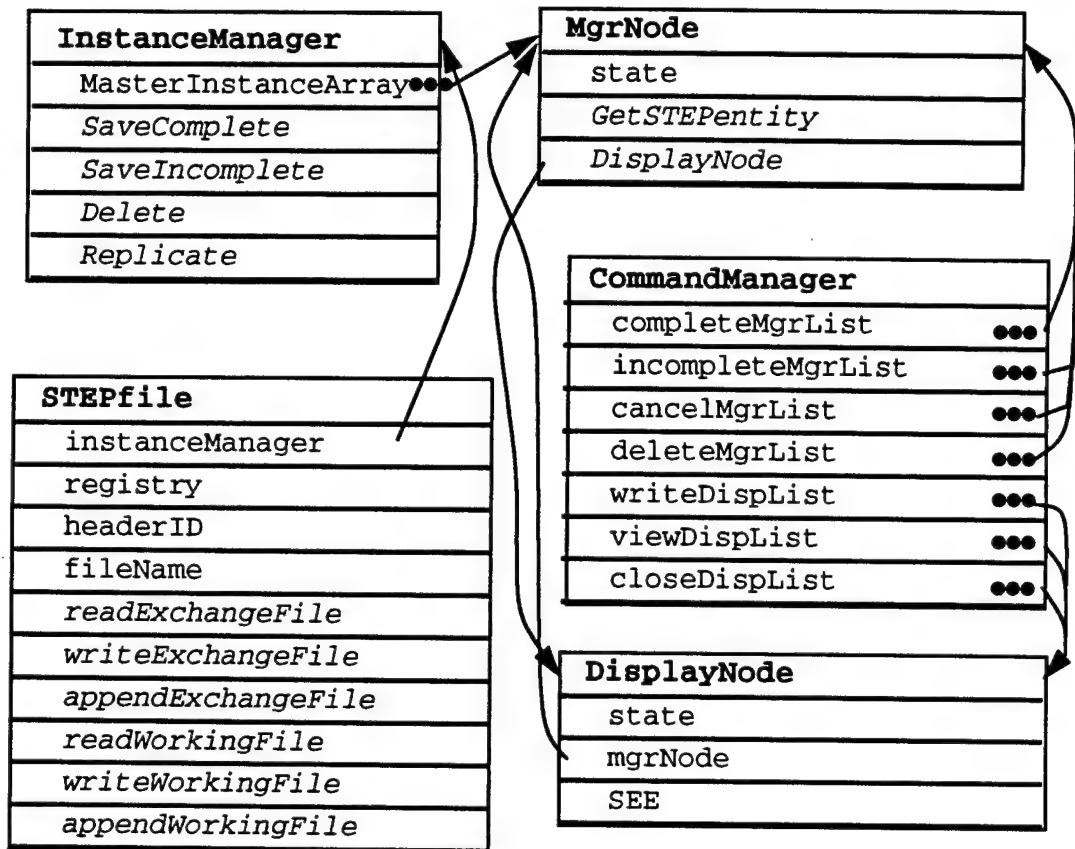 InstanceManager
MasterInstanceArray
SaveComplete
SaveIncomplete
Delete
Replicate
MgrNode
state
GetSTEPentity
DisplayNode
CommandManager
completeMgrList
incompleteMgrList
cancelMgrList
deleteMgrList
writeDispList
viewDispList
closeDispList
STEPfile
instanceManager
registry
headerID
fileName
readExchangeFile
writeExchangeFile
appendExchangeFile
readWorkingFile
writeWorkingFile
appendWorkingFile
DisplayNode
state
mgrNode
SEE